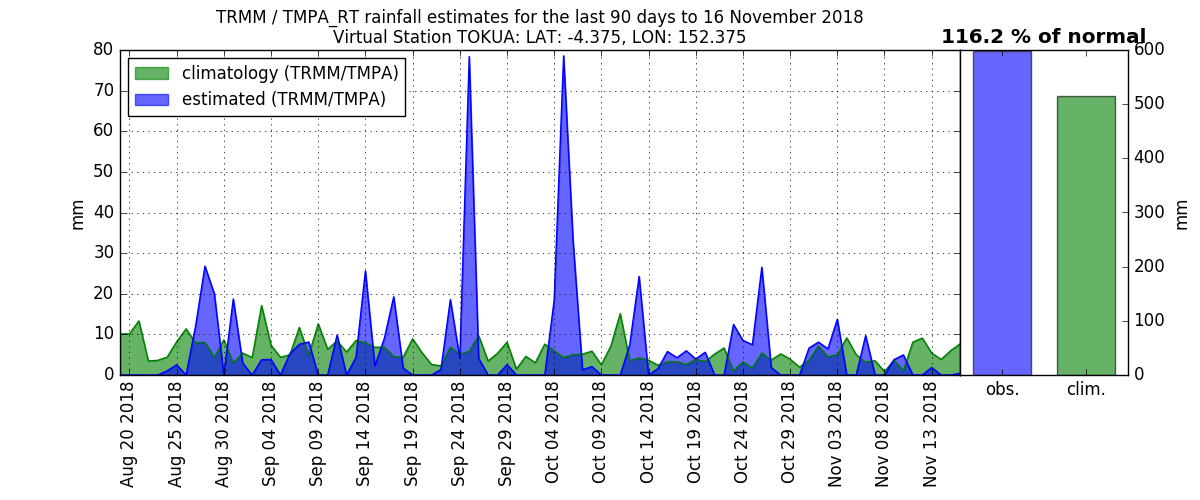 TRMM / TMPA_RT rainfall estimates for the last 90 days to 16 November 2018
Virtual Station TOKUA: LAT: -4.375, LON: 152.375
116.2 % of normal
climatology (TRMM/TMPA)
estimated (TRMM/TMPA)
80
70
60
50
40
30
20
10
0
mm
600
500
400
300
200
100
0
mm
obs.
clim.
Aug 20 2018
Aug 25 2018
Aug 30 2018
Sep 04 2018
Sep 09 2018
Sep 14 2018
Sep 19 2018
Sep 24 2018
Sep 29 2018
Oct 04 2018
Oct 09 2018
Oct 14 2018
Oct 19 2018
Oct 24 2018
Oct 29 2018
Nov 03 2018
Nov 08 2018
Nov 13 2018